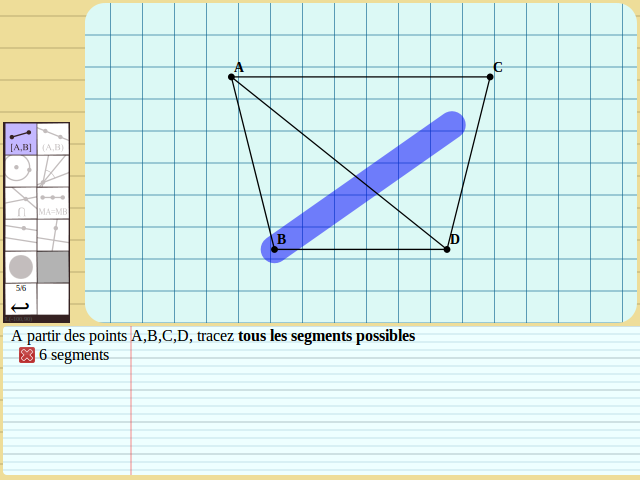 A
C
[A,B]
(A,B)
⋂
MA=MB
B
D
5/6
A partir des points A,B,C,D, tracez tous les segments possibles
6 segments